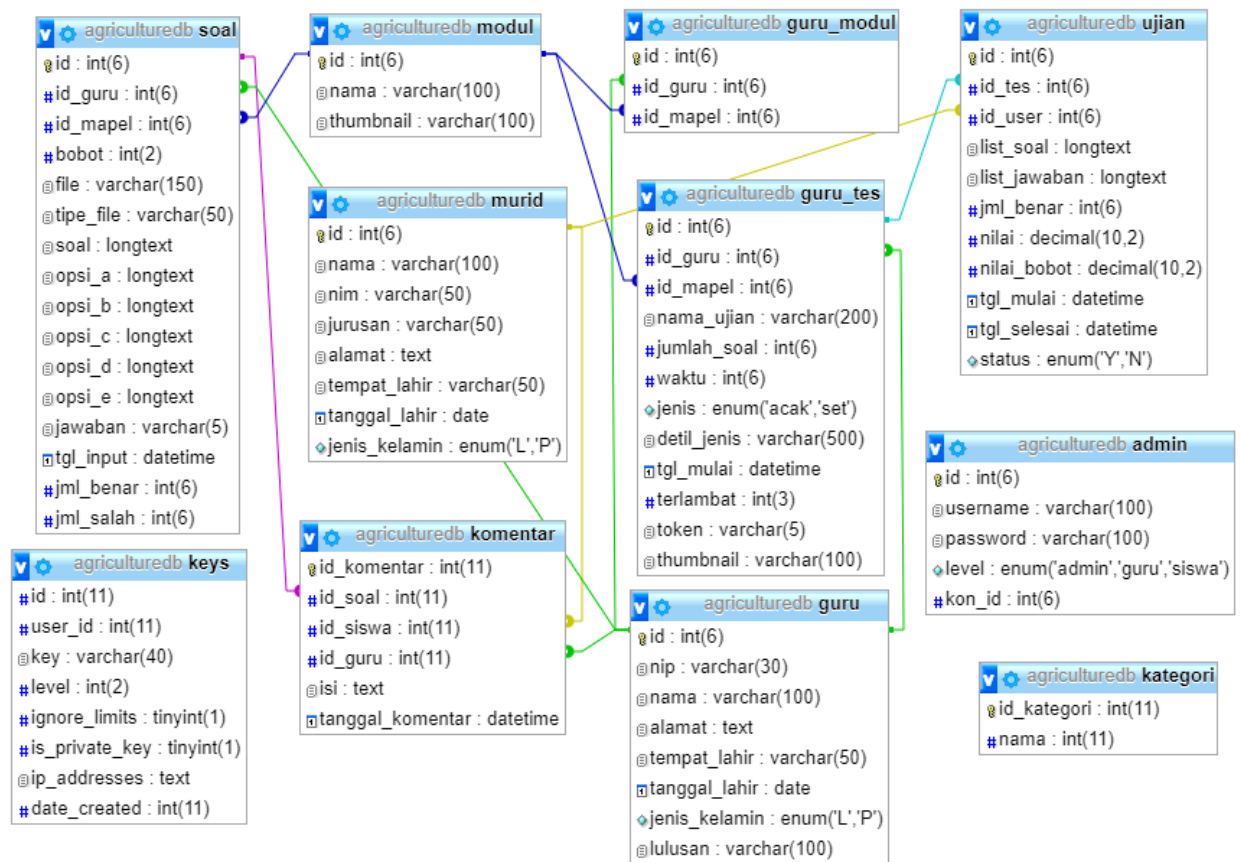 agriculturedb soal
id : int(6)
#id_guru : int(6)
#id_mapel : int(6)
#bobot : int(2)
file : varchar(150)
tipe_file : varchar(50)
soal : longtext
opsi_a : longtext
opsi_b : longtext
opsi_c : longtext
opsi_d : longtext
opsi_e : longtext
jawaban : varchar(5)
tgl_input : datetime
#jml_benar : int(6)
#jml_salah : int(6)
agriculturedb keys
#id : int(11)
#user_id : int(11)
key : varchar(40)
#level : int(2)
#ignore_limits : tinyint(1)
#is_private_key : tinyint(1)
ip_addresses : text
#date_created : int(11)
agriculturedb modul
id : int(6)
nama : varchar(100)
thumbnail : varchar(100)
agriculturedb murid
id : int(6)
nama : varchar(100)
nim : varchar(50)
jurusan : varchar(50)
alamat : text
tempat_lahir : varchar(50)
tanggal_lahir : date
jenis_kelamin : enum('L','P')
agriculturedb komentar
id_komentar : int(11)
#id_soal : int(11)
#id_siswa : int(11)
#id_guru : int(11)
isi : text
tanggal_komentar : datetime
agriculturedb guru_modul
id : int(6)
#id_guru : int(6)
#id_mapel : int(6)
agriculturedb guru_tes
id : int(6)
#id_guru : int(6)
#id_mapel : int(6)
nama_ujian : varchar(200)
#jumlah_soal : int(6)
#waktu : int(6)
jenis : enum('acak','set')
detil_jenis : varchar(500)
tgl_mulai : datetime
#terlambat : int(3)
token : varchar(5)
thumbnail : varchar(100)
agriculturedb guru
id : int(6)
nip : varchar(30)
nama : varchar(100)
alamat : text
tempat_lahir : varchar(50)
tanggal_lahir : date
jenis_kelamin : enum('L','P')
lulusan : varchar(100)
agriculturedb ujian
id : int(6)
#id_tes : int(6)
#id_user : int(6)
list_soal : longtext
list_jawaban : longtext
#jml_benar : int(6)
#nilai : decimal(10,2)
#nilai_bobot : decimal(10,2)
tgl_mulai : datetime
tgl_selesai : datetime
status : enum('Y','N')
agriculturedb admin
id : int(6)
username : varchar(100)
password : varchar(100)
level : enum('admin','guru','siswa')
#kon_id : int(6)
agriculturedb kategori
id_kategori : int(11)
#nama : int(11)